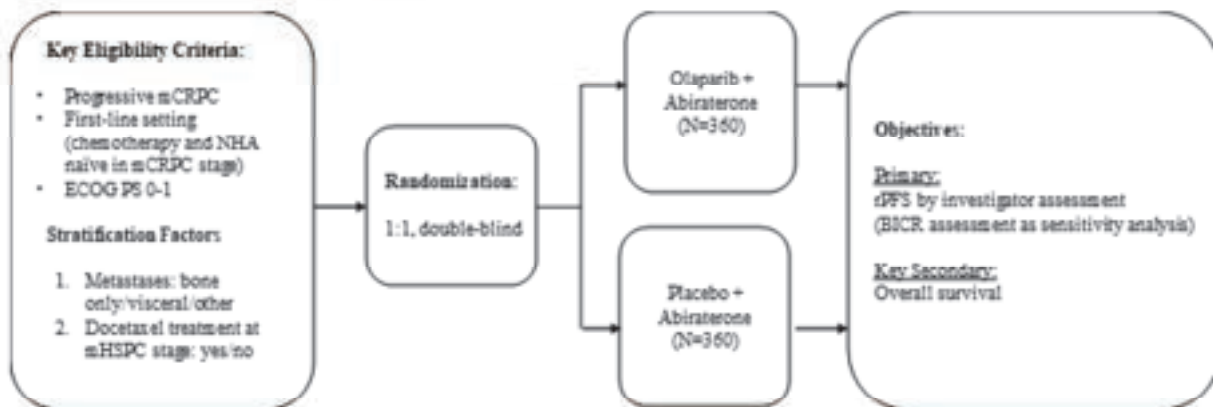 Key Eligibility Criteria:
• Progressive mCRPC
• First-line setting
(chemotherapy and NHA
naïve in mCRPC stage)
• ECOG PS 0-1
Stratification Factors
1. Metastases: bone
only/visceral/other
2. Docetaxel treatment at
mHSPC stage: yes/no
Randomization:
1:1, double-blind
Olaparib +
Abiraterone
(N=360)
Placebo +
Abiraterone
(N=360)
Objectives:
Primary:
rPFS by investigator assessment
(BICR assessment as sensitivity analysis)
Key Secondary:
Overall survival